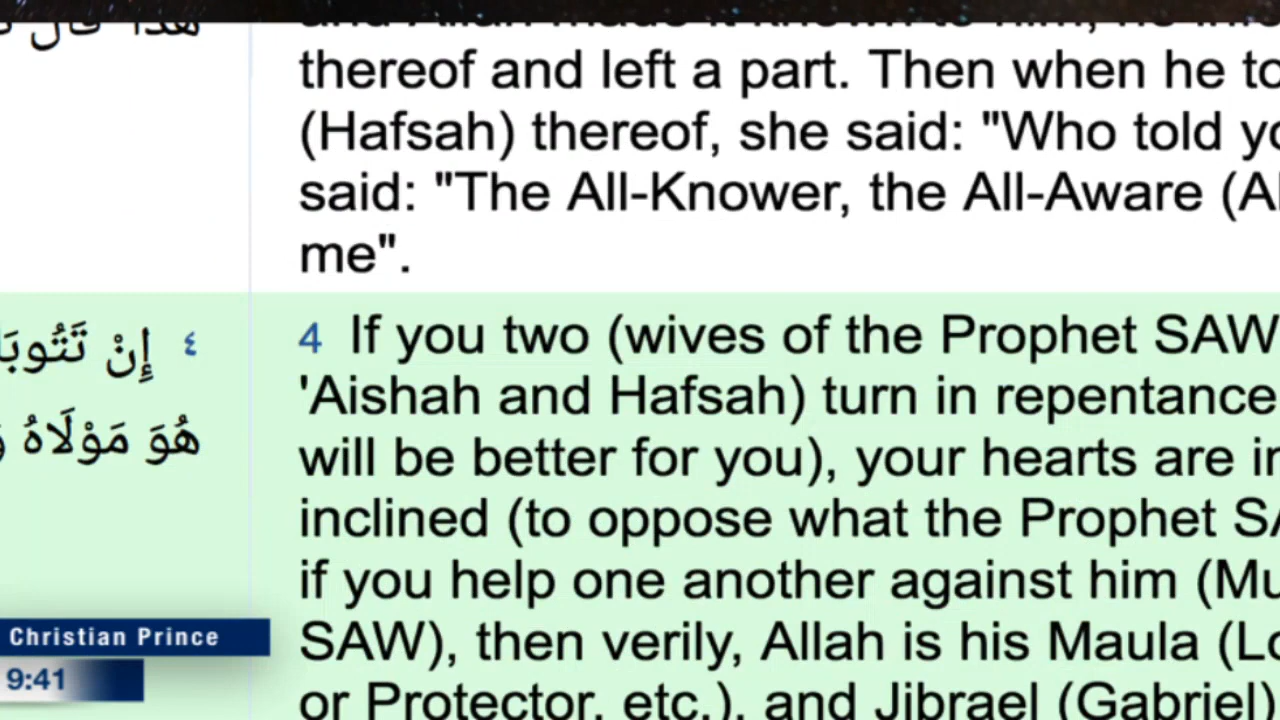 هذا قال
thereof and left a part. Then when he to
(Hafsah) thereof, she said: "Who told yo
said: "The All-Knower, the All-Aware (Al
me".
٤ إِنْ تَتُوبَا
4 If you two (wives of the Prophet SAW
'Aishah and Hafsah) turn in repentance
هُوَ مَوْلَاهُ
will be better for you), your hearts are in
inclined (to oppose what the Prophet SA
if you help one another against him (Mu
Christian Prince
SAW), then verily, Allah is his Maula (Lo
9:41
or Protector, etc.), and Jibrael (Gabriel)